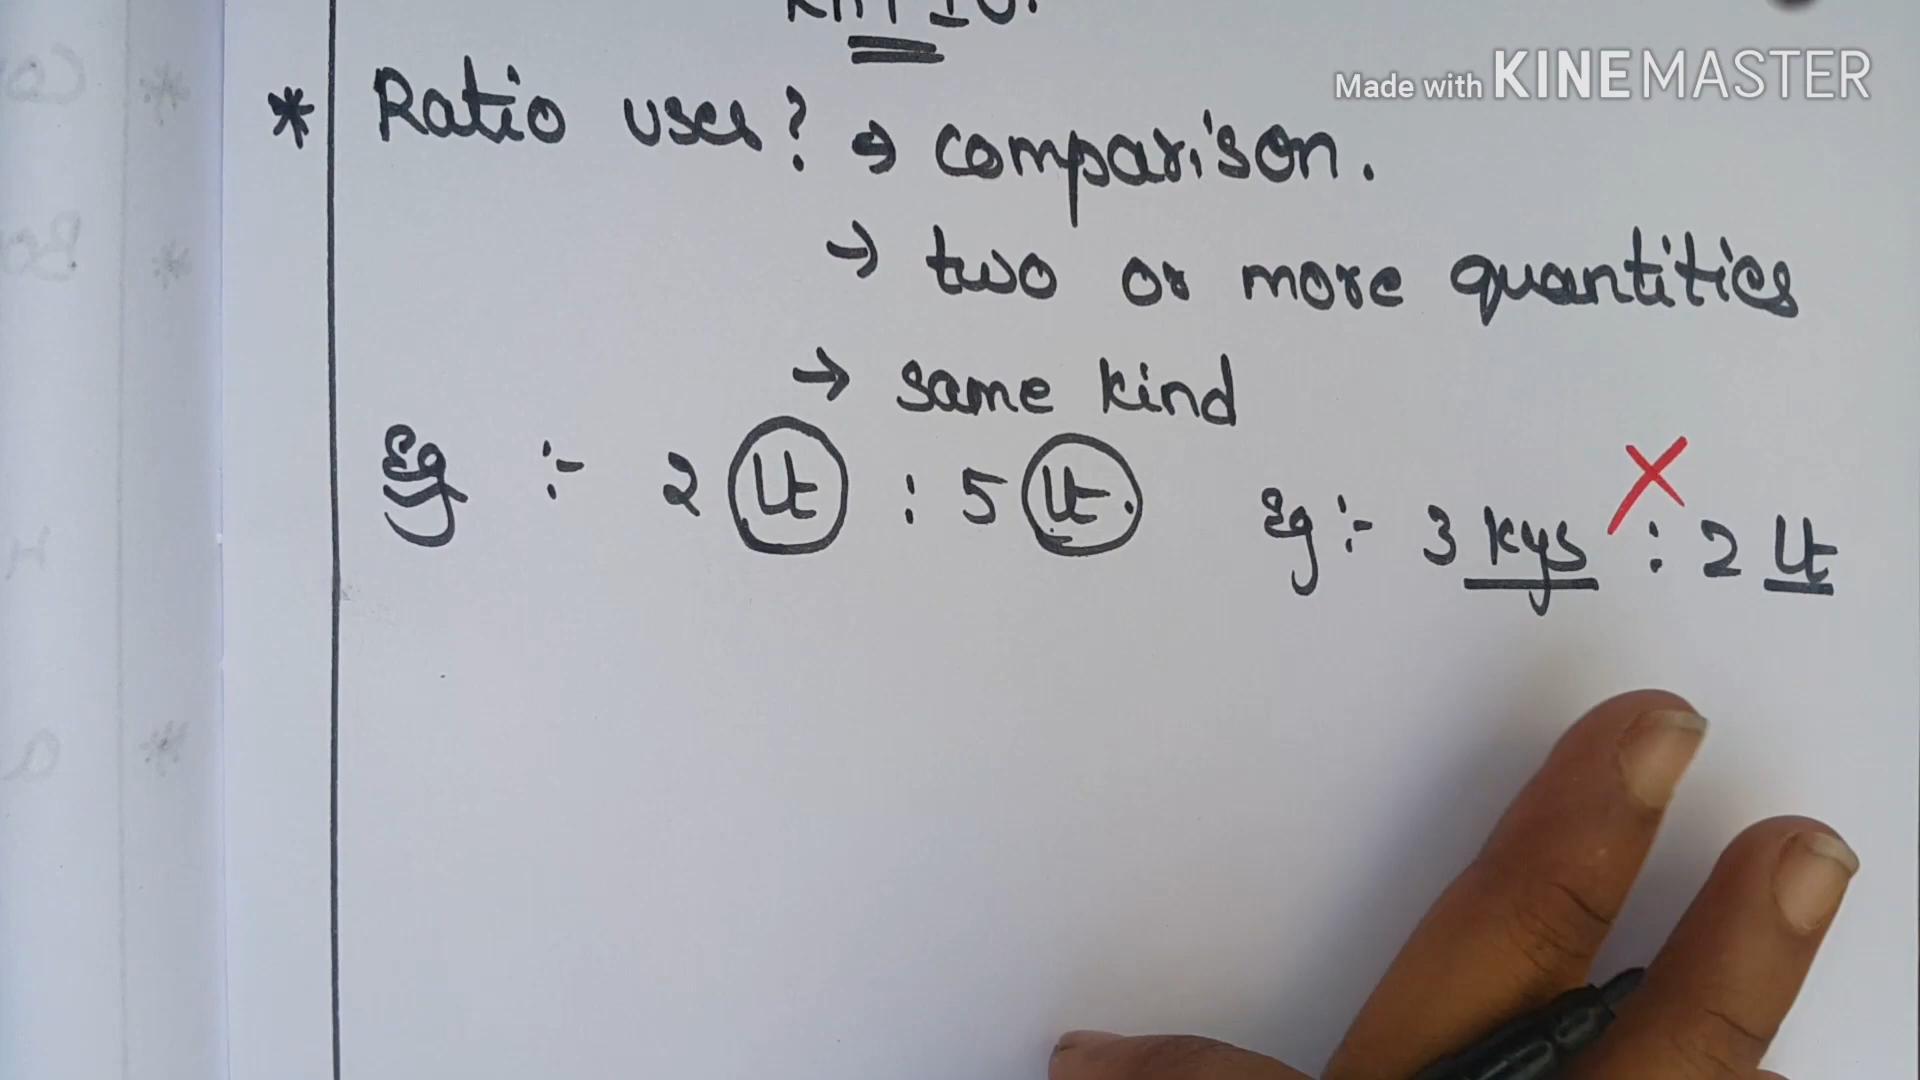 Made with KINEMASTER
* Ratio uses? → comparison.
→ two or more quantities
→ same kind
Eg :- 2 Lt : 5 Lt.
Eg :- 3 kgs : 2 Lt